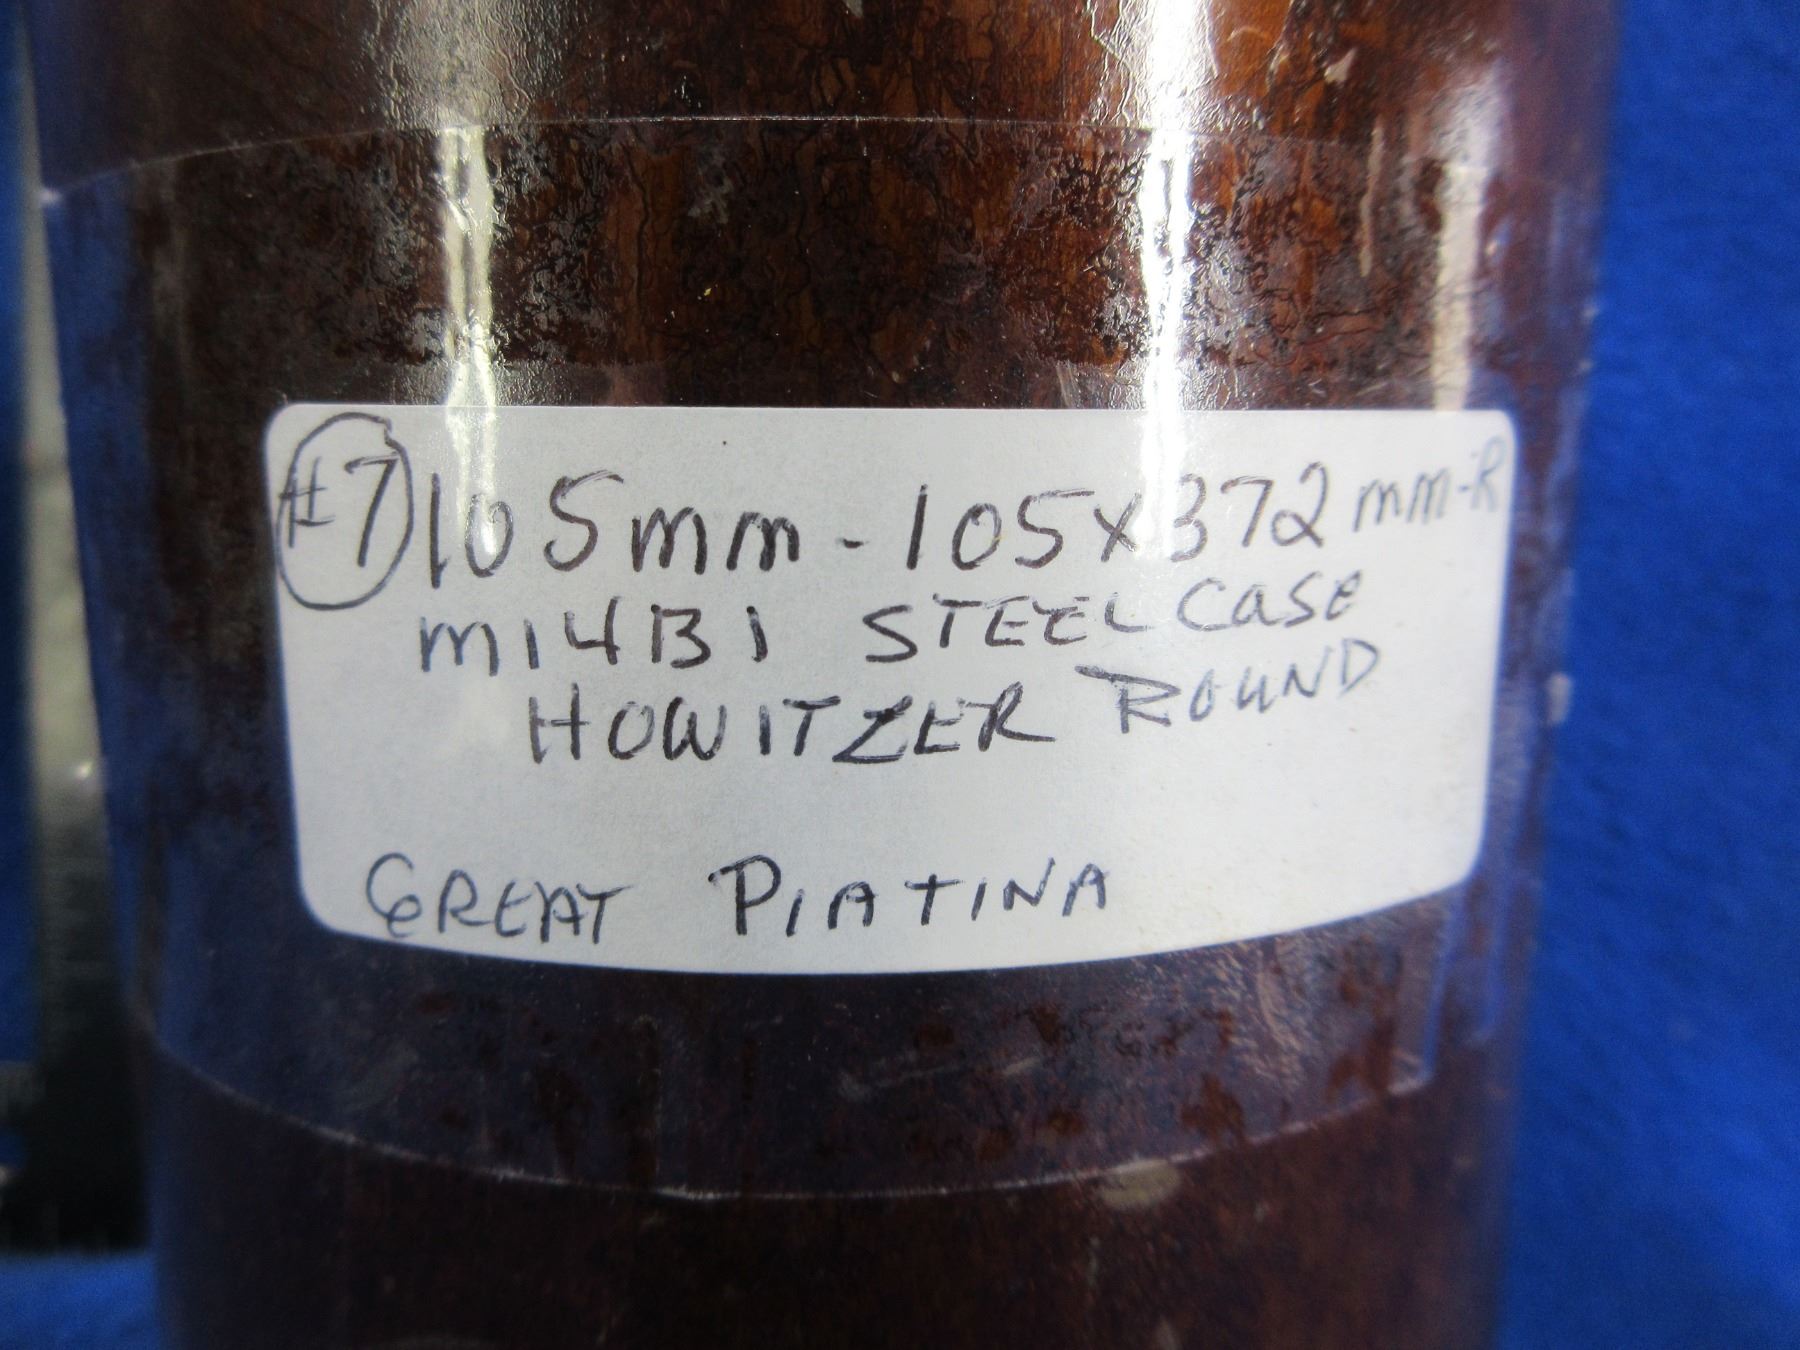 #7 105mm - 105x372mm-R
M14B1 STEEL CASE
HOWITZER ROUND
GREAT PIATINA